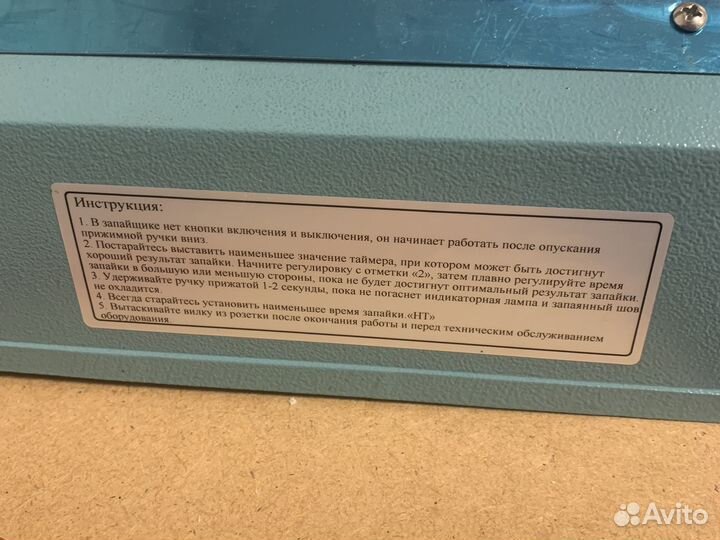 Инструкция:
1. В запайщике нет кнопки включения и выключения, он начинает работать после опускания
прижимной ручки вниз.
2. Постарайтесь выставить наименьшее значение таймера, при котором может быть достигнут
хороший результат запайки. Начните регулировку с отметки «2», затем плавно регулируйте время
запайки в большую или меньшую стороны, пока не будет достигнут оптимальный результат запайки.
3. Удерживайте ручку прижатой 1-2 секунды, пока не погаснет индикаторная лампа и запаянный шов
не охладится.
4. Всегда старайтесь установить наименьшее время запайки.«НТ»
5. Вытаскивайте вилку из розетки после окончания работы и перед техническим обслуживанием
оборудования
Avito